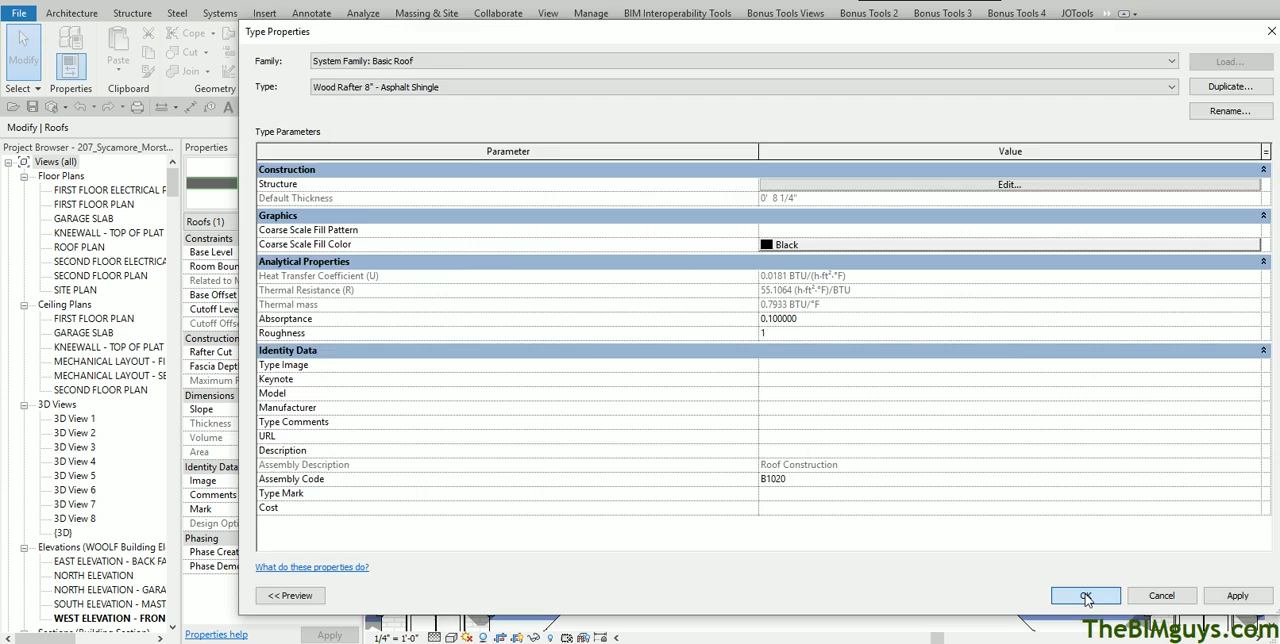 File Architecture Structure Steel Systems Insert Annotate Analyze Massing & Site Collaborate View Manage BIM Interoperability Tools Bonus Tools Views Bonus Tools 2 Bonus Tools 3 Bonus Tools 4 JOTools
Type Properties
Modify
Paste
Cope
Cut
Join
Select Properties Clipboard Geometry
Modify | Roofs
Family: System Family: Basic Roof Load...
Type: Wood Rafter 8" - Asphalt Shingle Duplicate...
Rename...
Type Parameters
Parameter Value =
Construction
Structure Edit...
Default Thickness 0' 8 1/4"
Graphics
Coarse Scale Fill Pattern
Coarse Scale Fill Color Black
Analytical Properties
Heat Transfer Coefficient (U) 0.0181 BTU/(h·ft²·°F)
Thermal Resistance (R) 55.1064 (h·ft²·°F)/BTU
Thermal mass 0.7933 BTU/°F
Absorptance 0.100000
Roughness 1
Identity Data
Type Image
Keynote
Model
Manufacturer
Type Comments
URL
Description
Assembly Description Roof Construction
Assembly Code B1020
Type Mark
Cost
What do these properties do?
<< Preview OK Cancel Apply
Project Browser - 207_Sycamore_Morst...
Views (all)
Floor Plans
FIRST FLOOR ELECTRICAL P
FIRST FLOOR PLAN
GARAGE SLAB
KNEEWALL - TOP OF PLAT
ROOF PLAN
SECOND FLOOR ELECTRICA
SECOND FLOOR PLAN
SITE PLAN
Ceiling Plans
FIRST FLOOR PLAN
GARAGE SLAB
KNEEWALL - TOP OF PLAT
MECHANICAL LAYOUT - FI
MECHANICAL LAYOUT - SE
SECOND FLOOR PLAN
3D Views
3D View 1
3D View 2
3D View 3
3D View 4
3D View 5
3D View 6
3D View 7
3D View 8
{3D}
Elevations (WOOLF Building El
EAST ELEVATION - BACK FA
NORTH ELEVATION
NORTH ELEVATION - GARA
SOUTH ELEVATION - MAST
WEST ELEVATION - FRON
Properties
Roofs (1)
Constraints
Base Level
Room Boun
Related to M
Base Offset
Cutoff Level
Cutoff Offs
Construction
Rafter Cut
Fascia Depth
Maximum R
Dimensions
Slope
Thickness
Volume
Area
Identity Data
Image
Comments
Mark
Design Opti
Phasing
Phase Creat
Phase Demo
Properties help Apply
1/4" = 1'-0"
TheBIMguys.com